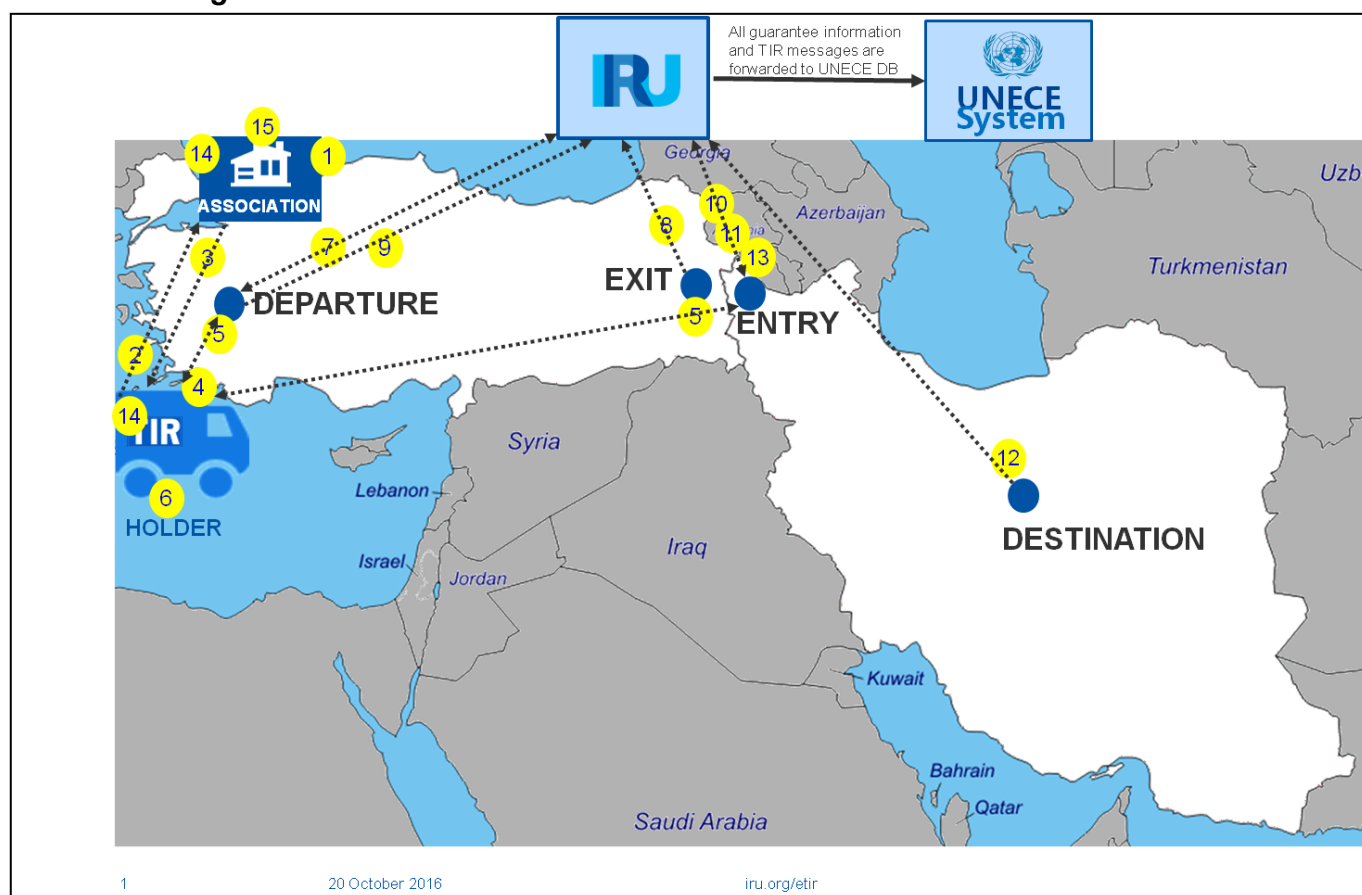 IRU
All guarantee information
and TIR messages are
forwarded to UNECE DB
UNECE
System
15
14
1
ASSOCIATION
Georgia
Uzb
10
Azerbaijan
8
11
7
9
13
3
Turkmenistan
EXIT
DEPARTURE
5
ENTRY
5
2
4
14
TIR
Syria
12
Lebanon
6
HOLDER
DESTINATION
Iraq
Israel
Jordan
Kuwait
Bahrain
Qatar
Saudi Arabia
1
20 October 2016
iru.org/etir